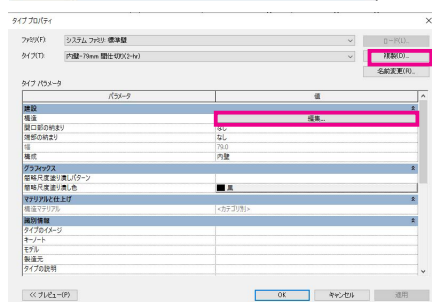 タイプ プロパティ
ファミリ(F): システム ファミリ: 標準壁 ロード(L)...
タイプ(T): 内壁-79mm 間仕切り(2-hr) 複製(D)...
名前変更(R)...
タイプ パラメータ
パラメータ 値
建設
構造 編集...
開口部の納まり なし
端部の納まり なし
幅 79.0
構成 内壁
グラフィックス
簡略尺度塗り潰しパターン
簡略尺度塗り潰し色 黒
マテリアルと仕上げ
構造マテリアル <カテゴリ別>
識別情報
タイプのイメージ
キーノート
モデル
製造元
タイプの説明
<< プレビュー(P) OK キャンセル 適用